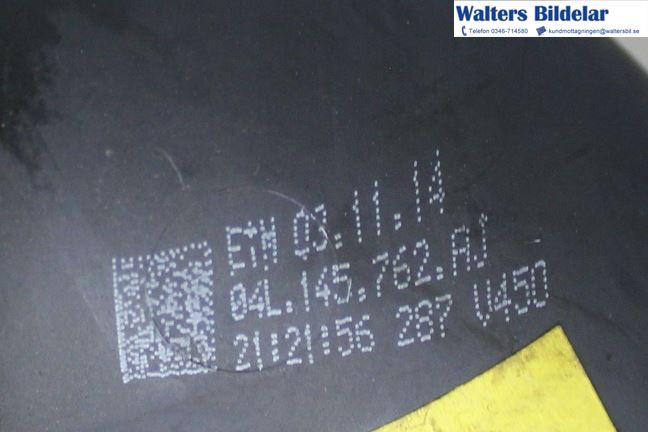 Walters Bildelar
Telefon 0346-714580 kundmottagningen@waltersbil.se
ETM 03.11.14
04L.145.762.AJ
21:21:56 287 V450